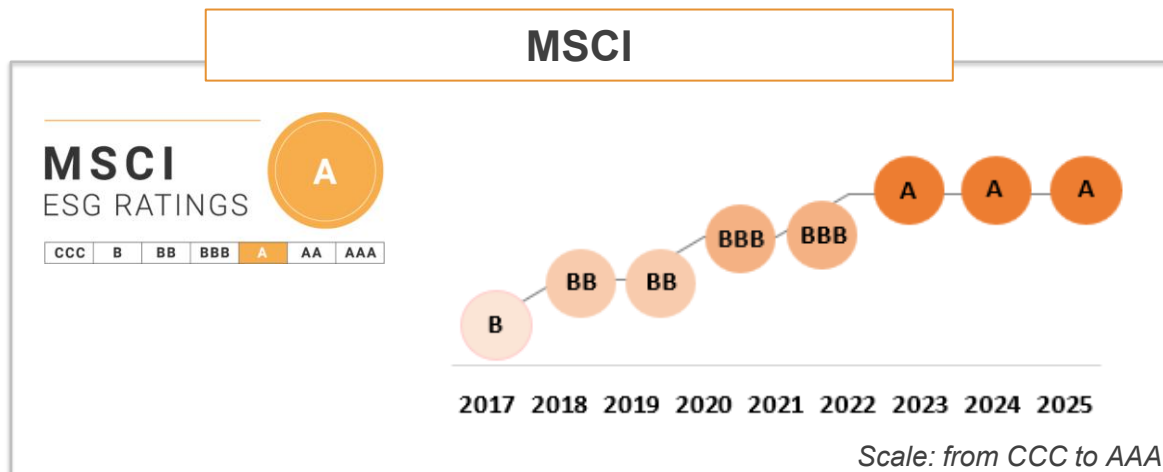 MSCI
MSCI
ESG RATINGS
A
CCC B BB BBB A AA AAA
B BB BB BBB BBB A A A
2017 2018 2019 2020 2021 2022 2023 2024 2025
Scale: from CCC to AAA